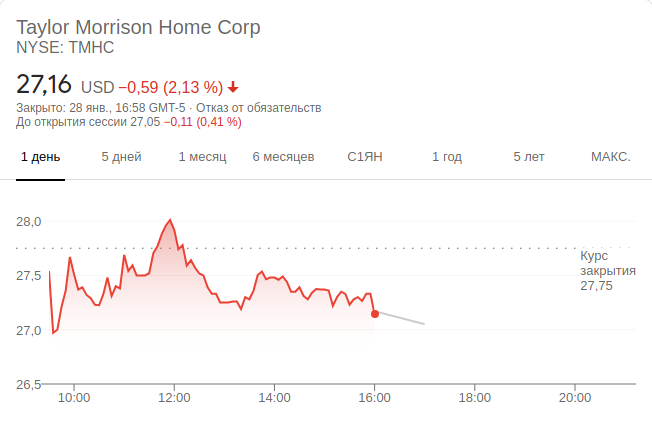 Taylor Morrison Home Corp
NYSE: TMHC
27,16 USD −0,59 (2,13 %)
Закрыто: 28 янв., 16:58 GMT-5 · Отказ от обязательств
До открытия сессии 27,05 −0,11 (0,41 %)
1 день 5 дней 1 месяц 6 месяцев С1ЯН 1 год 5 лет МАКС.
28,0
Курс
закрытия
27,75
27,5
27,0
26,5
10:00 12:00 14:00 16:00 18:00 20:00